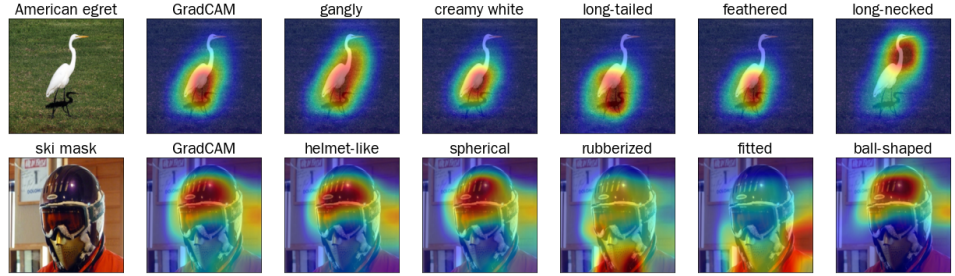 American egret GradCAM gangly creamy white long-tailed feathered long-necked
ski mask GradCAM helmet-like spherical rubberized fitted ball-shaped